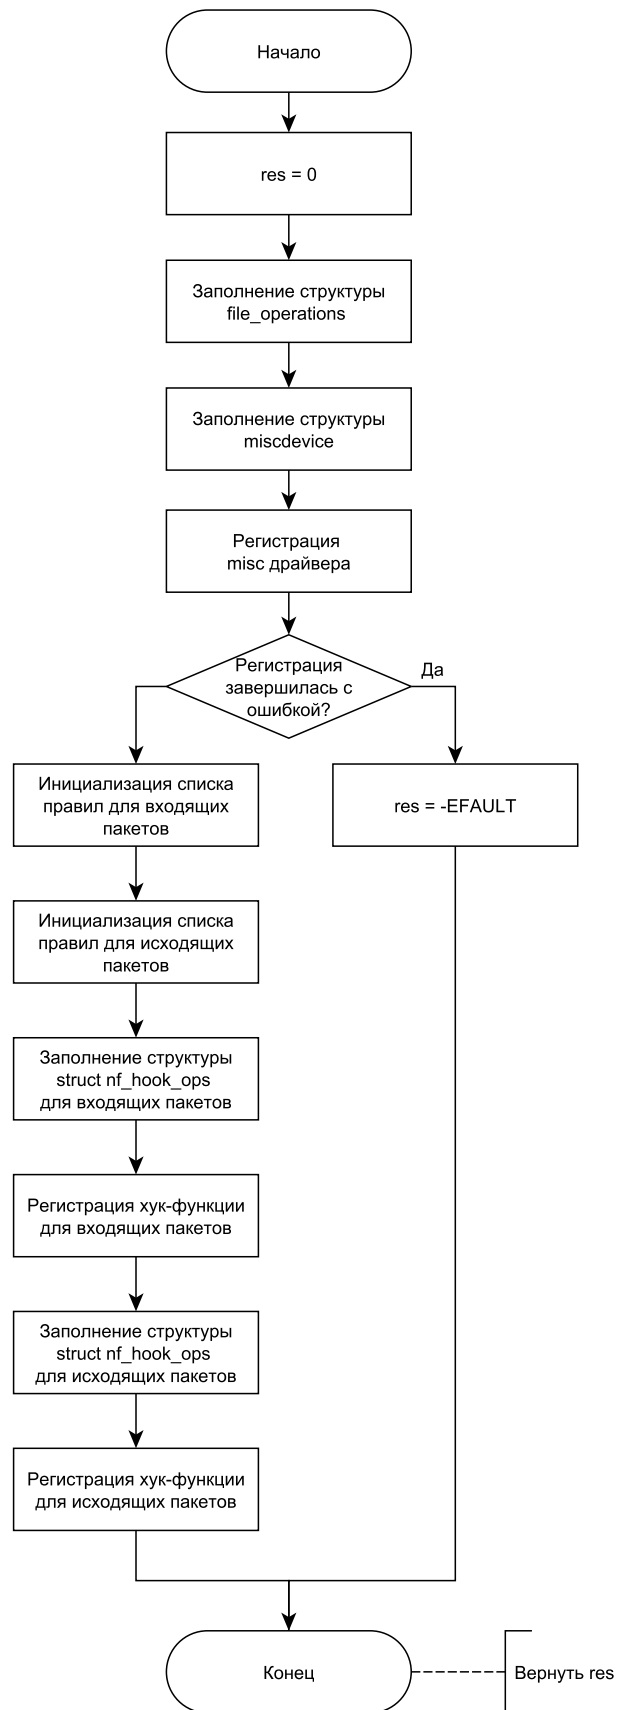 Начало
res = 0
Заполнение структуры
file_operations
Заполнение структуры
miscdevice
Регистрация
misc драйвера
Регистрация
завершилась с
ошибкой?
Да
Инициализация списка
правил для входящих
пакетов
res = -EFAULT
Инициализация списка
правил для исходящих
пакетов
Заполнение структуры
struct nf_hook_ops
для входящих пакетов
Регистрация хук-функции
для входящих пакетов
Заполнение структуры
struct nf_hook_ops
для исходящих пакетов
Регистрация хук-функции
для исходящих пакетов
Конец
Вернуть res